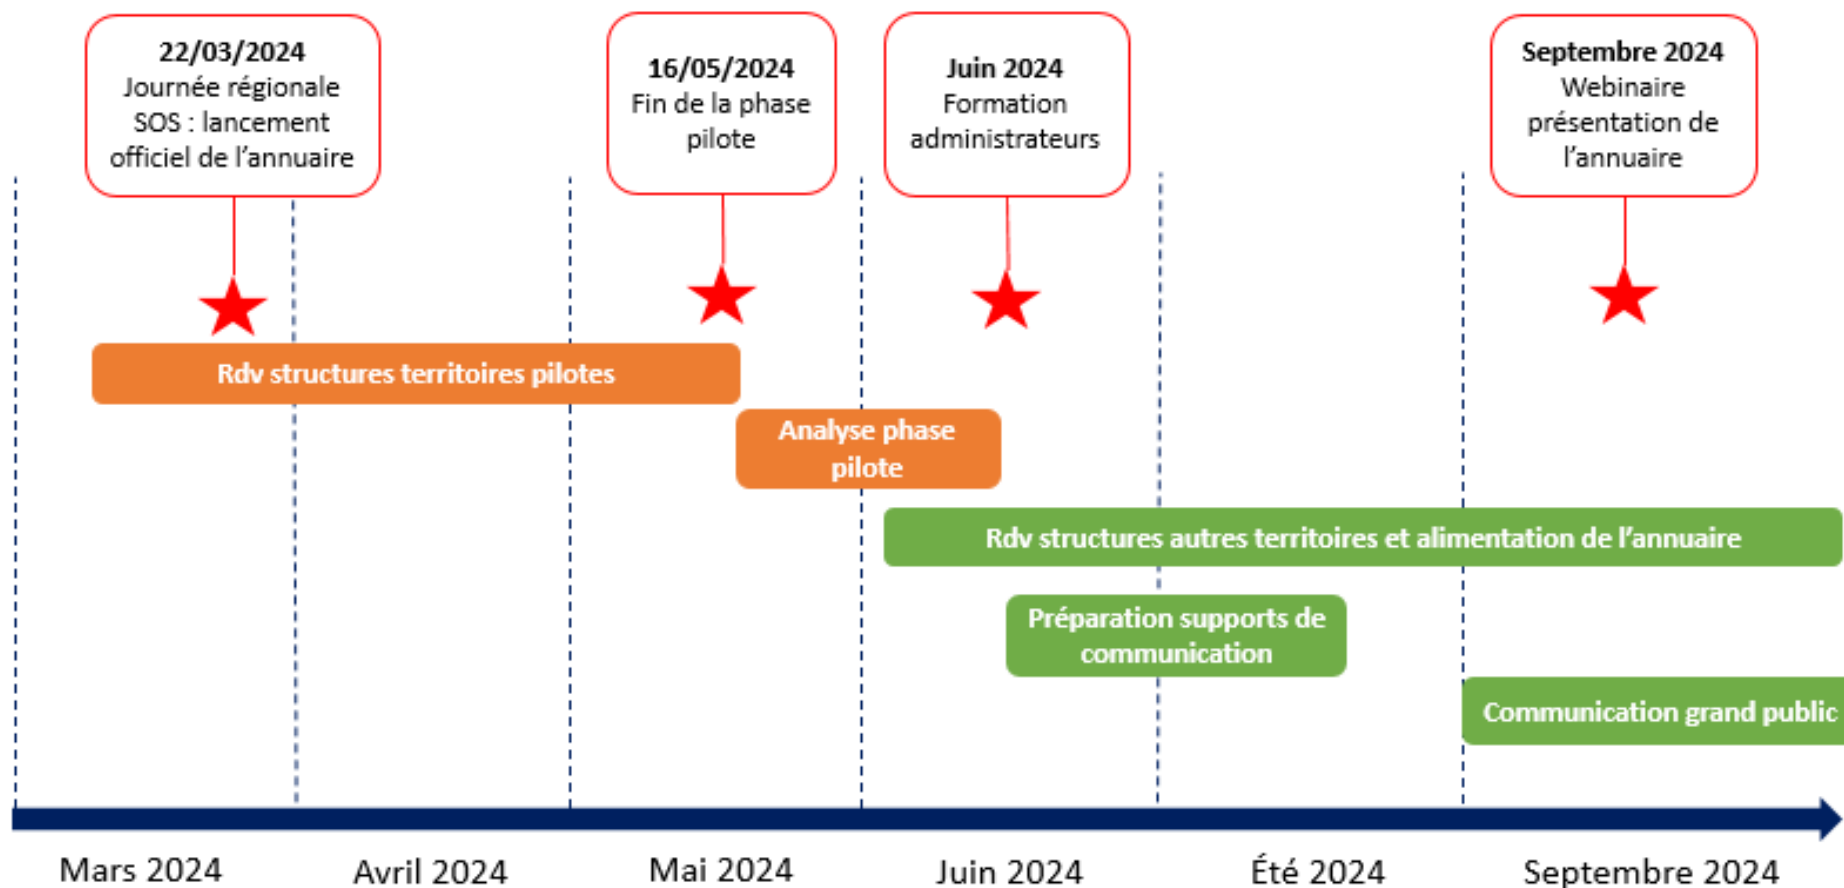 22/03/2024
Journée régionale
SOS : lancement
officiel de l’annuaire
16/05/2024
Fin de la phase
pilote
Juin 2024
Formation
administrateurs
Septembre 2024
Webinaire
présentation de
l’annuaire
Rdv structures territoires pilotes
Analyse phase
pilote
Rdv structures autres territoires et alimentation de l’annuaire
Préparation supports de
communication
Communication grand public
Mars 2024
Avril 2024
Mai 2024
Juin 2024
Été 2024
Septembre 2024